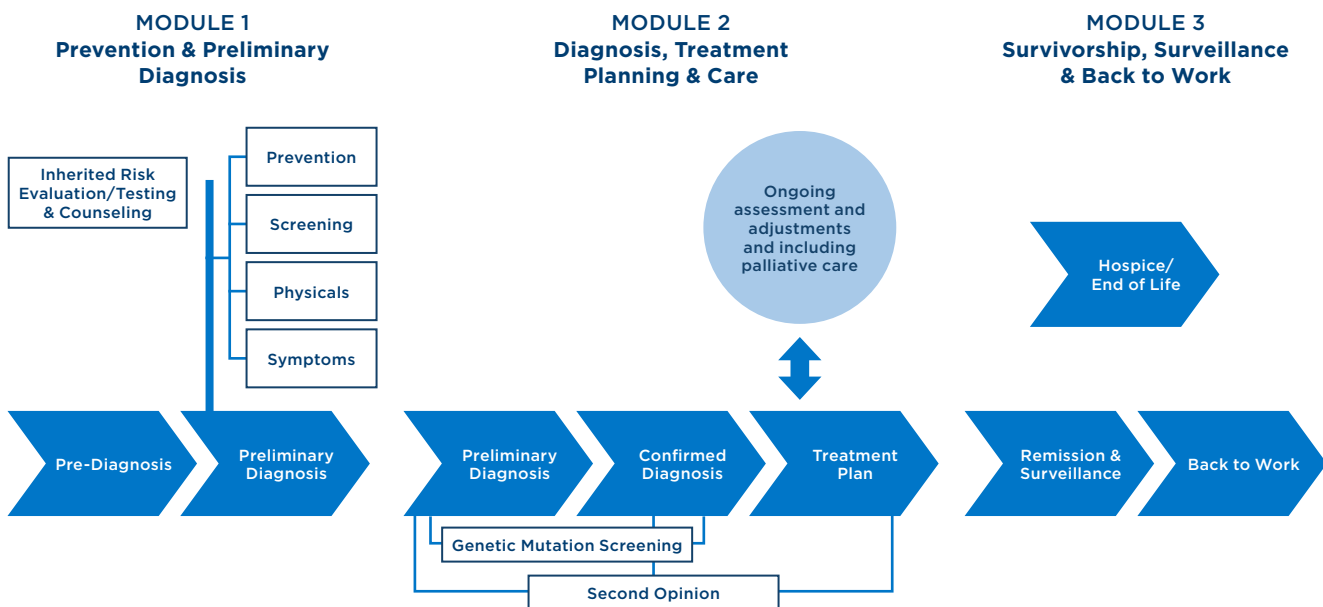 MODULE 1
Prevention & Preliminary
Diagnosis
Inherited Risk
Evaluation/Testing
& Counseling
Prevention
Screening
Physicals
Symptoms
Pre-Diagnosis
Preliminary
Diagnosis
MODULE 2
Diagnosis, Treatment
Planning & Care
Ongoing
assessment and
adjustments
and including
palliative care
Preliminary
Diagnosis
Confirmed
Diagnosis
Treatment
Plan
Genetic Mutation Screening
Second Opinion
MODULE 3
Survivorship, Surveillance
& Back to Work
Hospice/
End of Life
Remission &
Surveillance
Back to Work